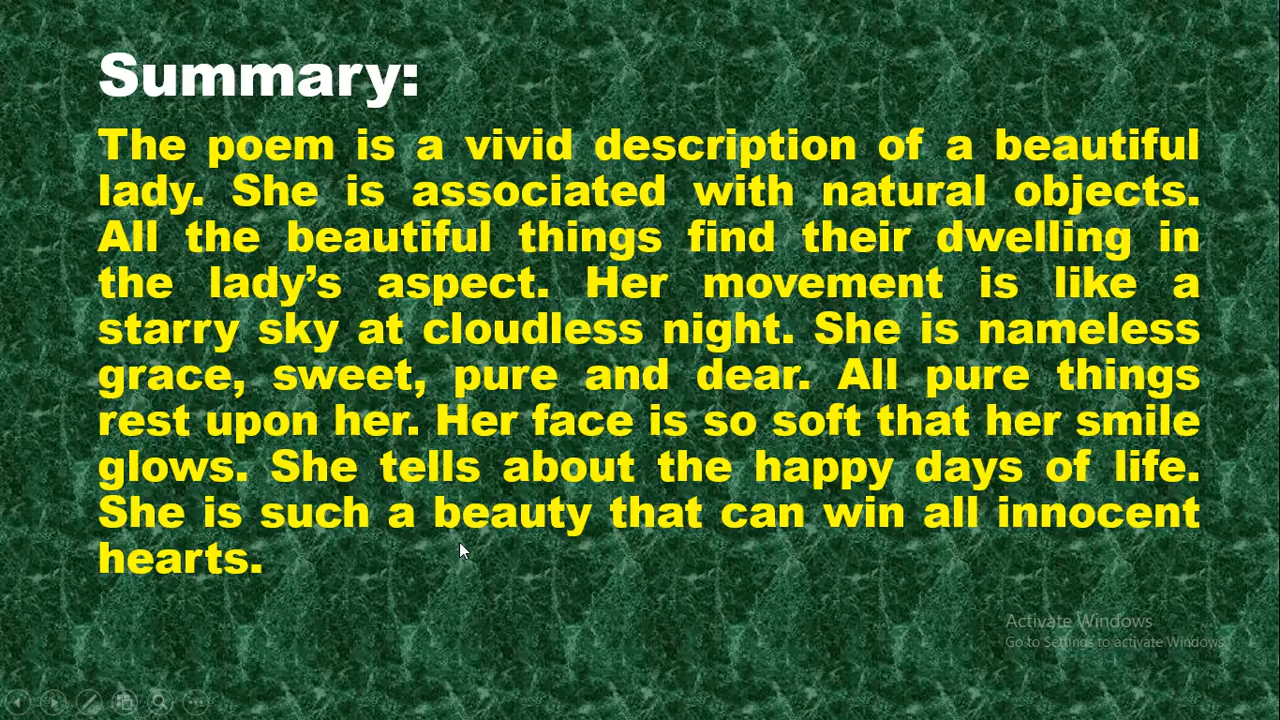 Summary:
The poem is a vivid description of a beautiful
lady. She is associated with natural objects.
All the beautiful things find their dwelling in
the lady’s aspect. Her movement is like a
starry sky at cloudless night. She is nameless
grace, sweet, pure and dear. All pure things
rest upon her. Her face is so soft that her smile
glows. She tells about the happy days of life.
She is such a beauty that can win all innocent
hearts.
Activate Windows
Go to Settings to activate Windows.